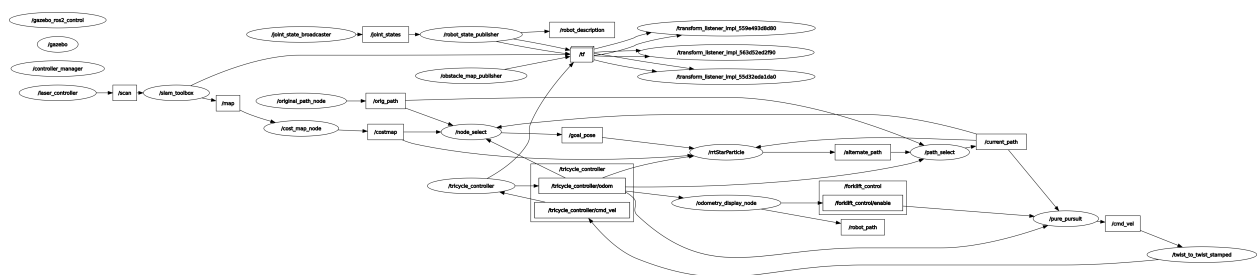 /gazebo_ros2_control
/gazebo
/controller_manager
/laser_controller
/scan
/slam_toolbox
/map
/joint_state_broadcaster
/joint_states
/robot_state_publisher
/robot_description
/tf
/obstacle_map_publisher
/transform_listener_impl_559e493d8d80
/transform_listener_impl_563d52ed2f90
/transform_listener_impl_55d32eda1da0
/original_path_node
/orig_path
/cost_map_node
/costmap
/node_select
/goal_pose
/rrtStarParticle
/alternate_path
/path_select
/current_path
/tricycle_controller
/tricycle_controller
/tricycle_controller/odom
/tricycle_controller/cmd_vel
/odometry_display_node
/forklift_control
/forklift_control/enable
/robot_path
/pure_pursuit
/cmd_vel
/twist_to_twist_stamped